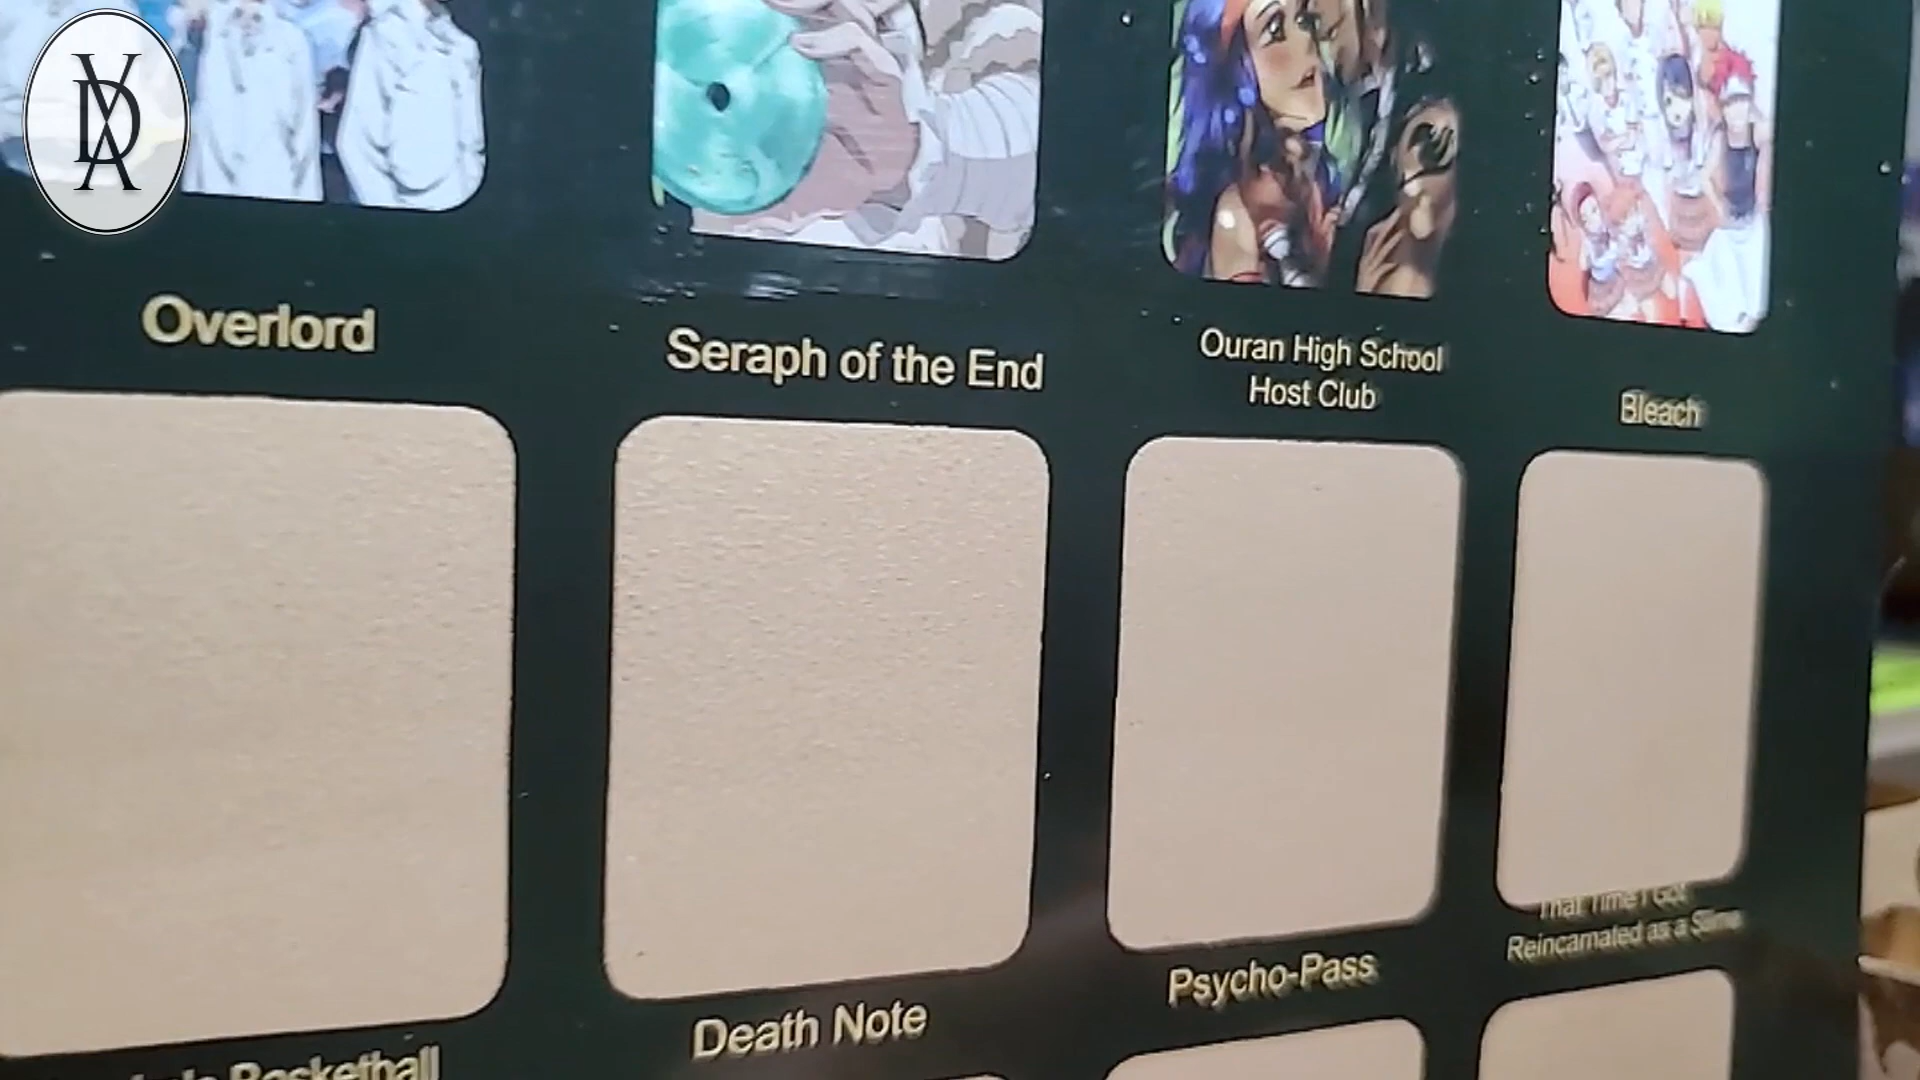 Overlord
Seraph of the End
Ouran High School
Host Club
Bleach
That Time I Got
Reincarnated as a Slime
Psycho-Pass
Death Note
Basketball